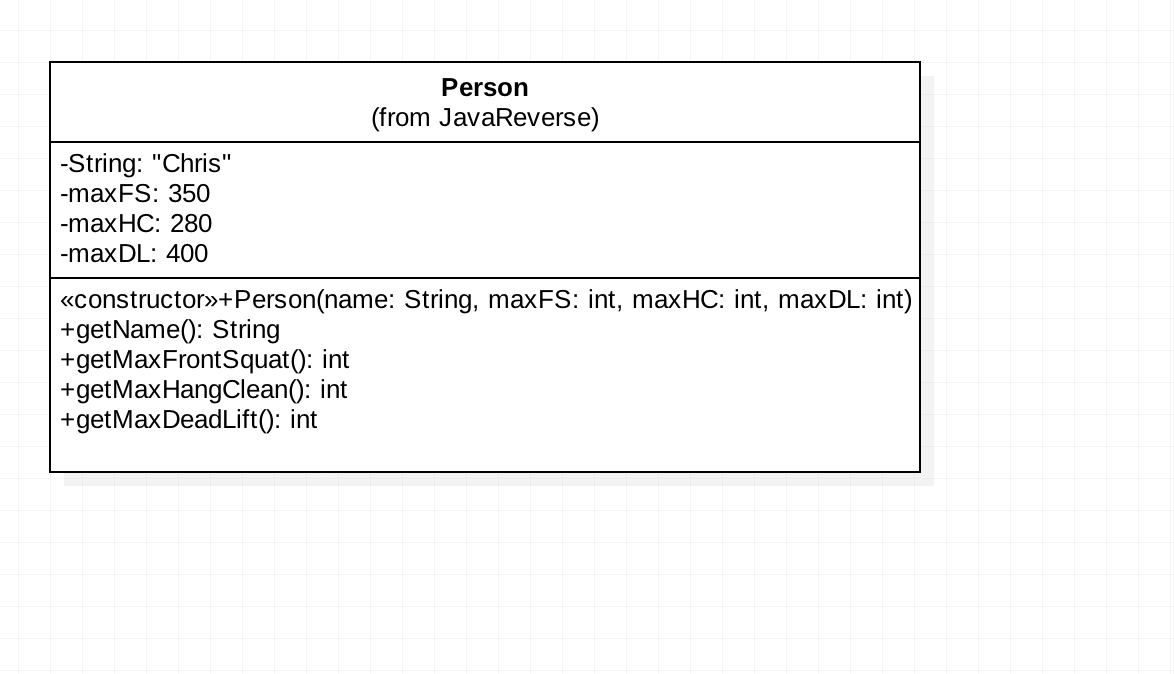 Person
(from JavaReverse)
-String: "Chris"
-maxFS: 350
-maxHC: 280
-maxDL: 400
«constructor»+Person(name: String, maxFS: int, maxHC: int, maxDL: int)
+getName(): String
+getMaxFrontSquat(): int
+getMaxHangClean(): int
+getMaxDeadLift(): int